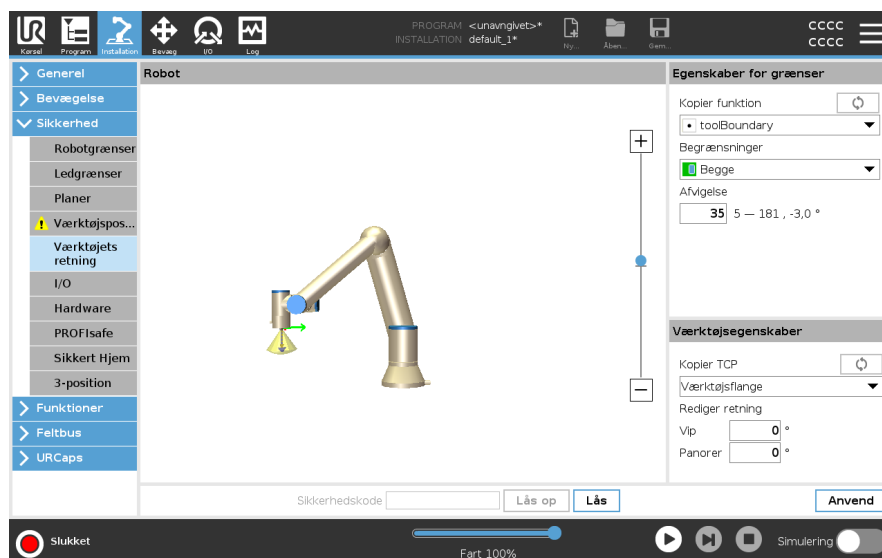 PROGRAM <unavngivet>*
INSTALLATION default_1*
Kørsel
Program
Installation
Bevæg
I/O
Log
Ny...
Åben...
Gem...
cccc
cccc
Generel
Bevægelse
Sikkerhed
Robotgrænser
Ledgrænser
Planer
Værktøjspos...
Værktøjets
retning
I/O
Hardware
PROFIsafe
Sikkert Hjem
3-position
Funktioner
Feltbus
URCaps
Robot
Egenskaber for grænser
Kopier funktion
toolBoundary
Begrænsninger
Begge
Afvigelse
35 5 — 181 , -3,0 °
Værktøjsegenskaber
Kopier TCP
Værktøjsflange
Rediger retning
Vip 0 °
Panorer 0 °
Sikkerhedskode Lås op Lås
Anvend
Slukket
Fart 100%
Simulering